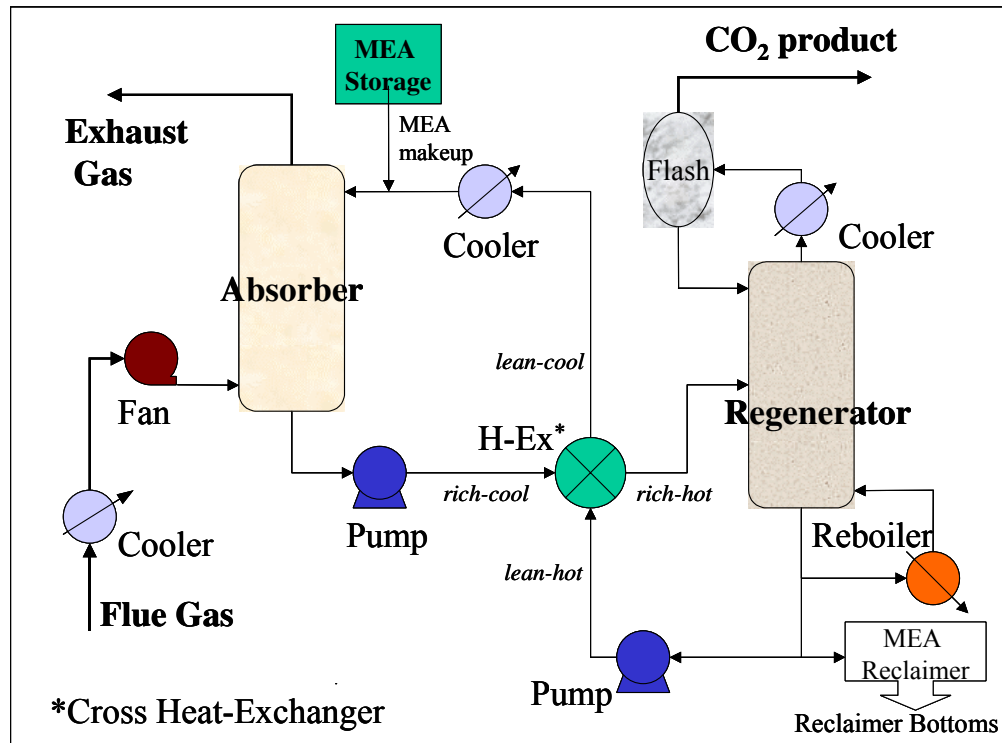 CO₂ product
MEA
Storage
Exhaust
Gas
MEA
makeup
Flash
Cooler
Cooler
Absorber
lean-cool
Fan
Regenerator
H-Ex*
rich-cool
rich-hot
Pump
Cooler
Reboiler
lean-hot
Flue Gas
MEA
Reclaimer
Pump
*Cross Heat-Exchanger
Reclaimer Bottoms